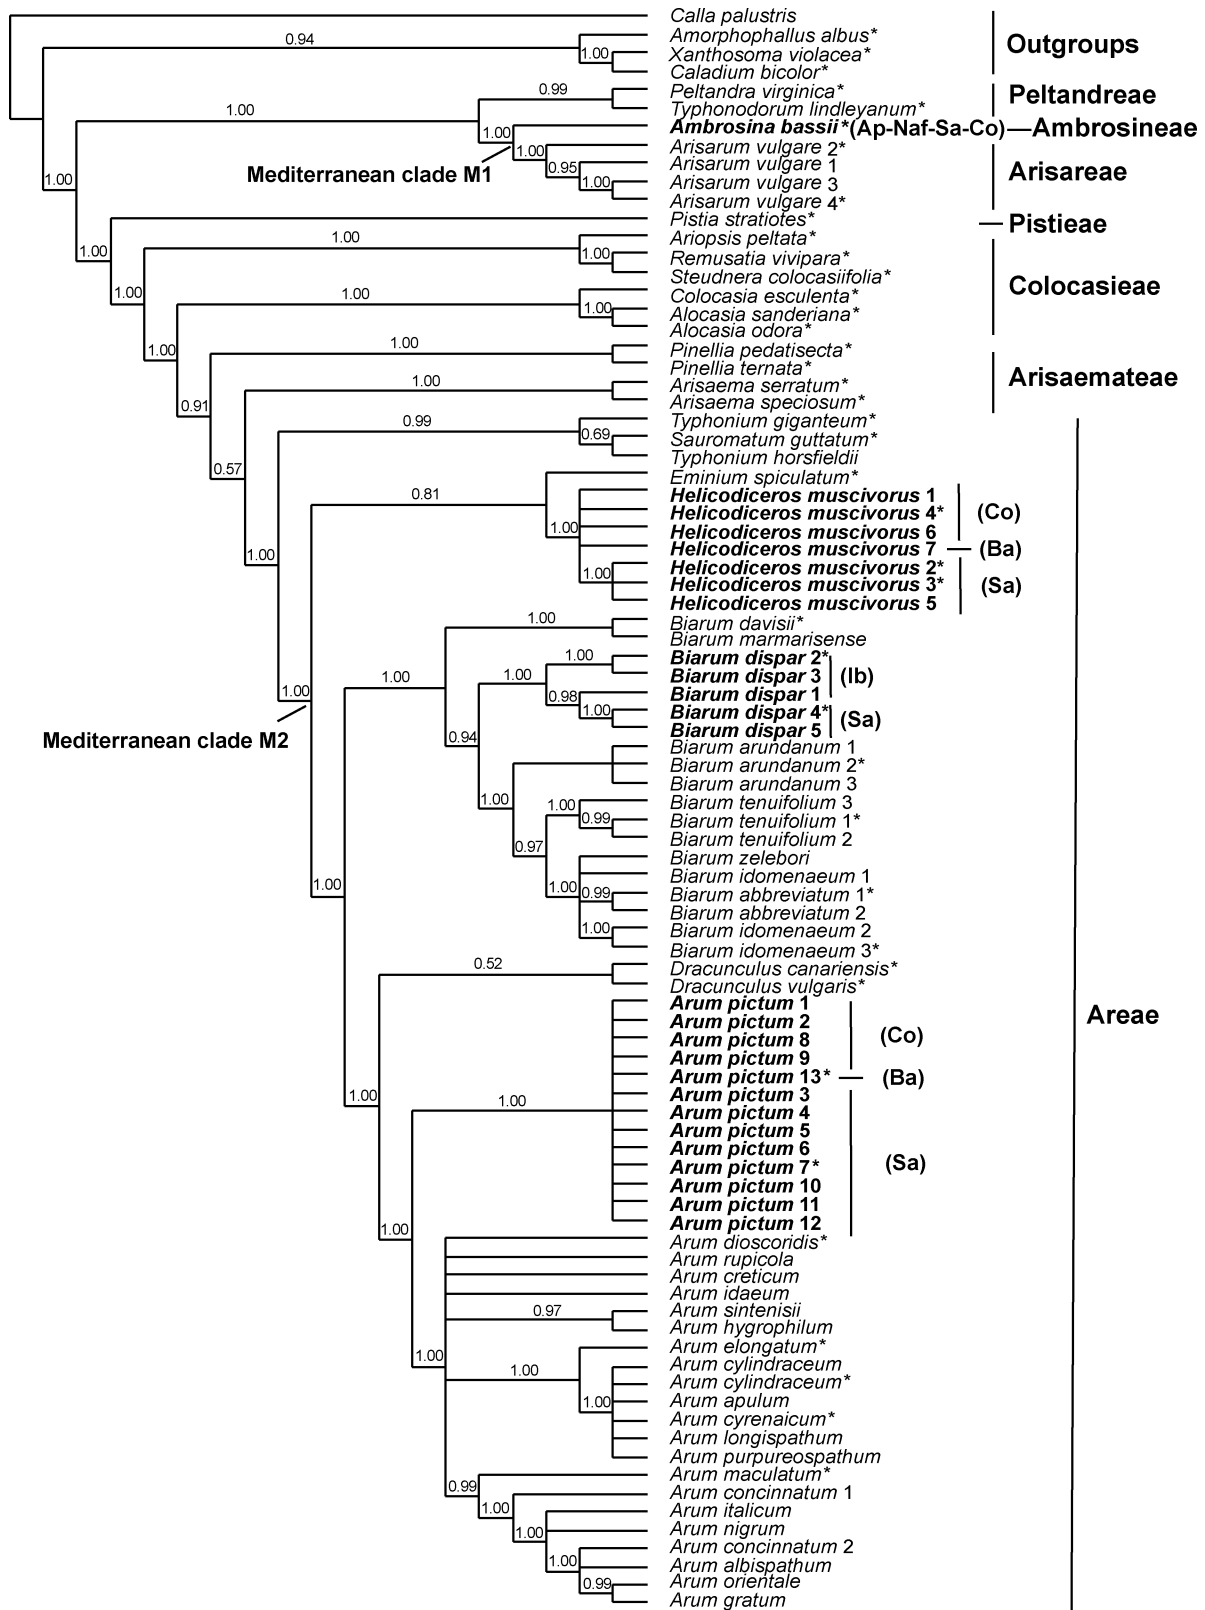 Calla palustris
Amorphophallus albus*
0.94
Outgroups
1.00
Xanthosoma violacea*
Caladium bicolor*
Peltandra virginica*
0.99
Peltandreae
Typhonodorum lindleyanum*
1.00
Ambrosina bassii*(Ap-Naf-Sa-Co)
Ambrosineae
1.00
Arisarum vulgare 2*
1.00
Arisarum vulgare 1
0.95
Mediterranean clade M1
Arisareae
1.00
Arisarum vulgare 3
1.00
Arisarum vulgare 4*
Pistia stratiotes*
Pistieae
1.00
Ariopsis peltata*
1.00
1.00
Remusatia vivipara*
Steudnera colocasiifolia*
1.00
Colocasia esculenta*
1.00
Colocasieae
1.00
Alocasia sanderiana*
Alocasia odora*
1.00
Pinellia pedatisecta*
1.00
Pinellia ternata*
Arisaemateae
Arisaema serratum*
1.00
0.91
Arisaema speciosum*
Typhonium giganteum*
0.99
0.69
Sauromatum guttatum*
Typhonium horsfieldii
0.57
Eminium spiculatum*
0.81
Helicodiceros muscivorus 1
Helicodiceros muscivorus 4*
(Co)
1.00
Helicodiceros muscivorus 6
Helicodiceros muscivorus 7
(Ba)
1.00
Helicodiceros muscivorus 2*
1.00
Helicodiceros muscivorus 3*
(Sa)
Helicodiceros muscivorus 5
Biarum davisii*
1.00
Biarum marmarisense
Biarum dispar 2*
1.00
Biarum dispar 3
(Ib)
1.00
1.00
1.00
Biarum dispar 1
0.98
Biarum dispar 4*
(Sa)
1.00
Biarum dispar 5
Mediterranean clade M2
0.94
Biarum arundanum 1
Biarum arundanum 2*
Biarum arundanum 3
1.00
Biarum tenuifolium 3
1.00
Biarum tenuifolium 1*
0.99
Biarum tenuifolium 2
0.97
Biarum zelebori
Biarum idomenaeum 1
1.00
1.00
0.99
Biarum abbreviatum 1*
Biarum abbreviatum 2
1.00
Biarum idomenaeum 2
Biarum idomenaeum 3*
0.52
Dracunculus canariensis*
Dracunculus vulgaris*
Arum pictum 1
Areae
Arum pictum 2
Arum pictum 8
(Co)
Arum pictum 9
Arum pictum 13*
(Ba)
1.00
Arum pictum 3
1.00
Arum pictum 4
Arum pictum 5
Arum pictum 6
Arum pictum 7*
(Sa)
Arum pictum 10
Arum pictum 11
Arum pictum 12
1.00
Arum dioscoridis*
Arum rupicola
Arum creticum
Arum idaeum
0.97
Arum sintenisii
Arum hygrophilum
1.00
Arum elongatum*
1.00
Arum cylindraceum
Arum cylindraceum*
1.00
Arum apulum
Arum cyrenaicum*
Arum longispathum
Arum purpureospathum
0.99
Arum maculatum*
Arum concinnatum 1
1.00
Arum italicum
1.00
Arum nigrum
Arum concinnatum 2
1.00
Arum albispathum
0.99
Arum orientale
Arum gratum